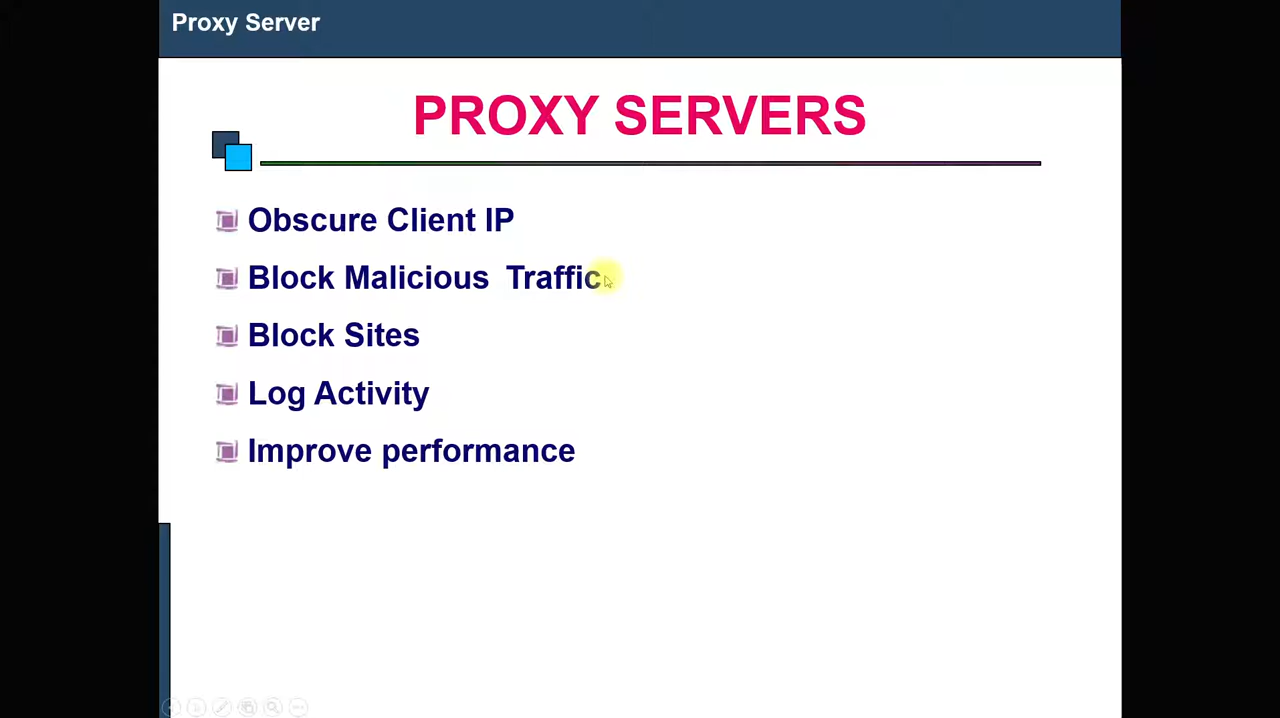 Proxy Server
PROXY SERVERS
Obscure Client IP
Block Malicious  Traffic
Block Sites
Log Activity
Improve performance